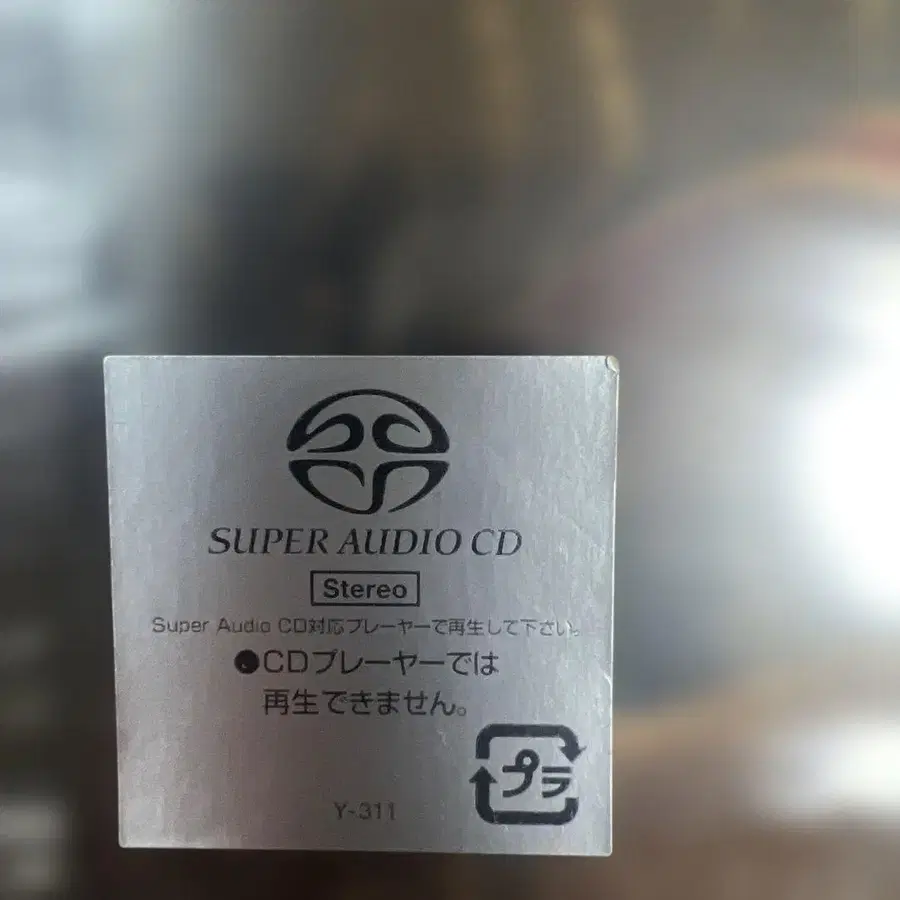 SUPER AUDIO CD
Stereo
Super Audio CD対応プレーヤーで再生して下さい。
●CDプレーヤーでは
再生できません。
プラ
Y-311